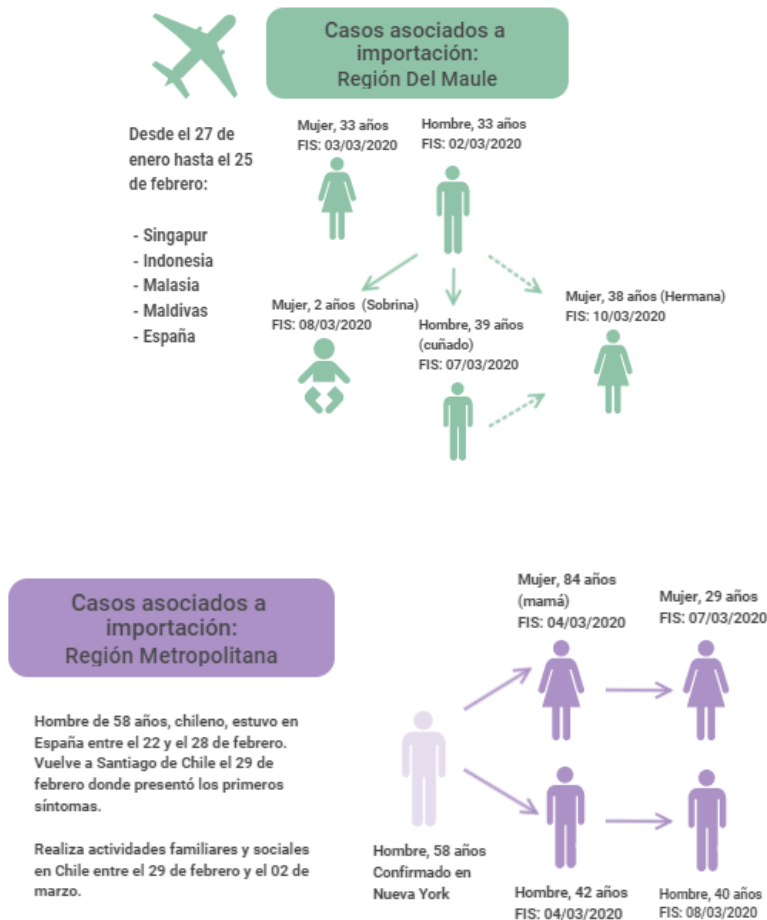 Casos asociados a
importación:
Región Del Maule
Desde el 27 de
enero hasta el 25
de febrero:
- Singapur
- Indonesia
- Malasia
- Maldivas
- España
Mujer, 33 años
FIS: 03/03/2020
Hombre, 33 años
FIS: 02/03/2020
Mujer, 2 años (Sobrina)
FIS: 08/03/2020
Hombre, 39 años
(cuñado)
FIS: 07/03/2020
Mujer, 38 años (Hermana)
FIS: 10/03/2020
Casos asociados a
importación:
Región Metropolitana
Hombre de 58 años, chileno, estuvo en
España entre el 22 y el 28 de febrero.
Vuelve a Santiago de Chile el 29 de
febrero donde presentó los primeros
síntomas.
Realiza actividades familiares y sociales
en Chile entre el 29 de febrero y el 02 de
marzo.
Hombre, 58 años
Confirmado en
Nueva York
Mujer, 84 años
(mamá)
FIS: 04/03/2020
Mujer, 29 años
FIS: 07/03/2020
Hombre, 42 años
FIS: 04/03/2020
Hombre, 40 años
FIS: 08/03/2020